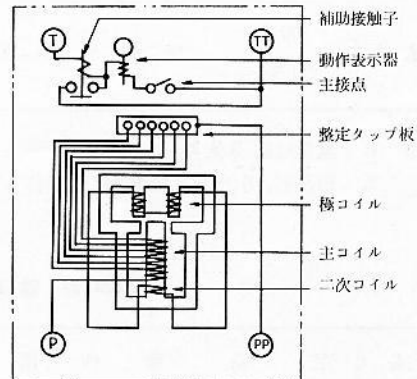 補助接触子
T
TT
動作表示器
主接点
整定タップ板
極コイル
主コイル
二次コイル
P
PP